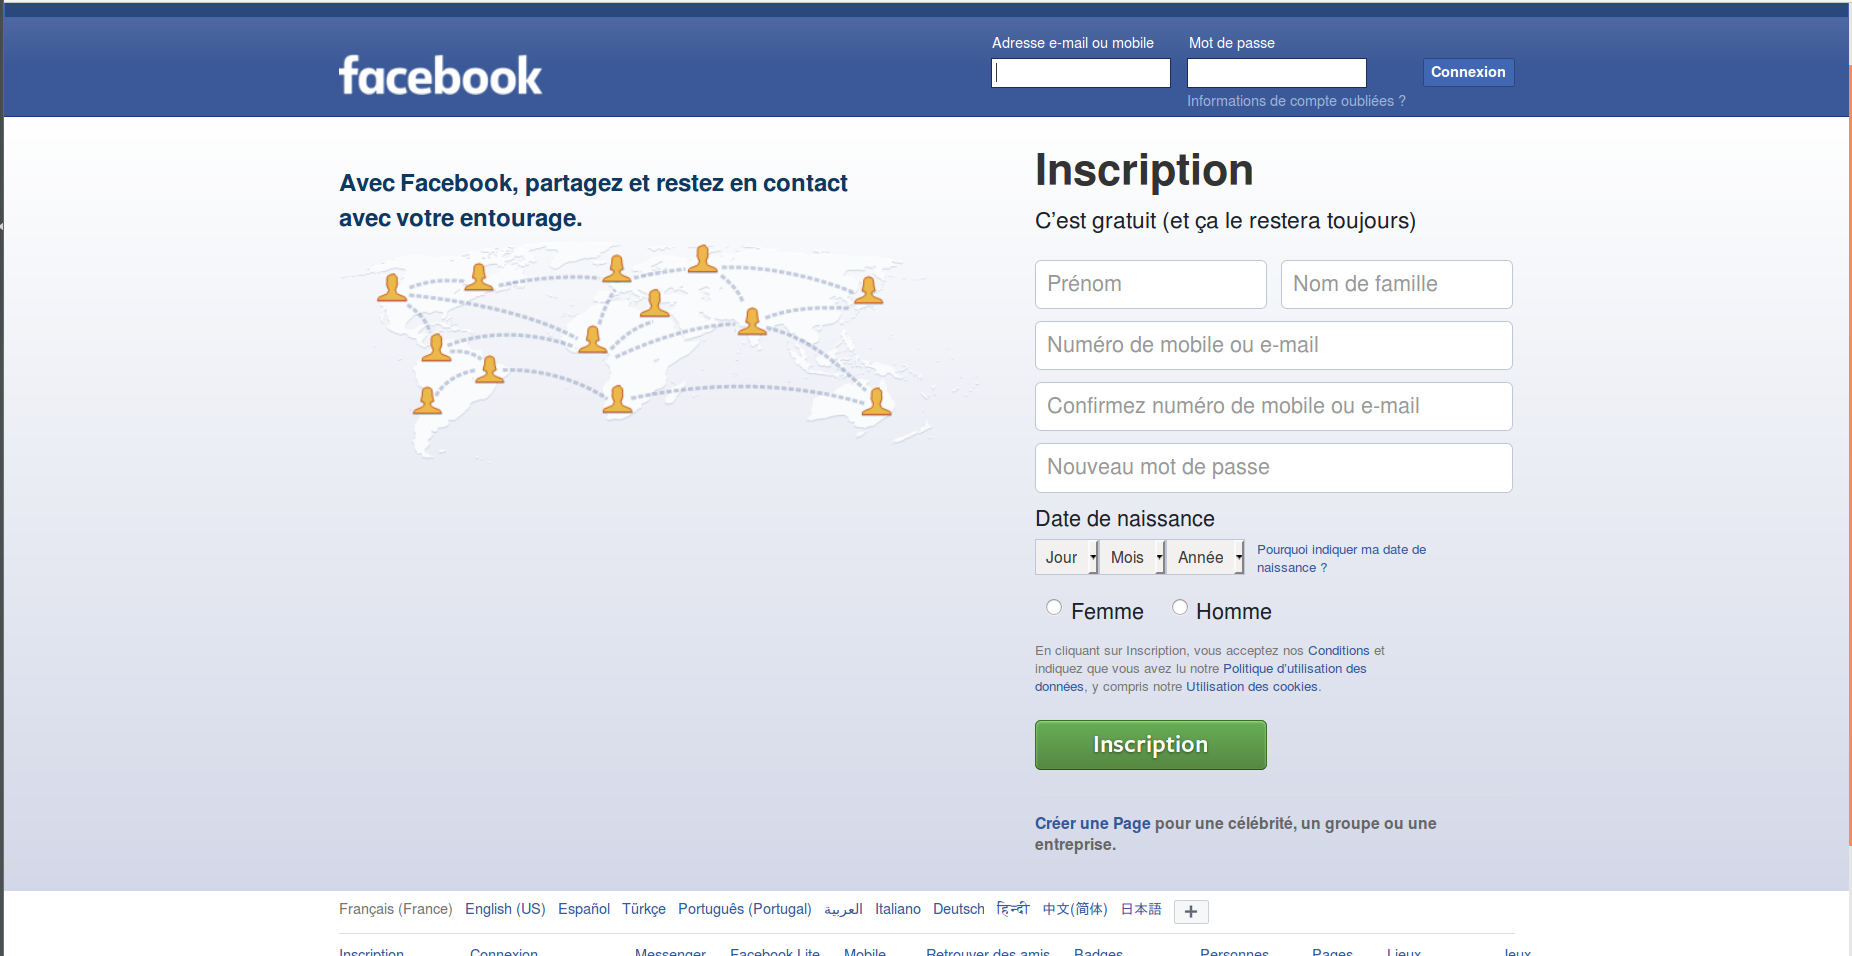 facebook
Adresse e-mail ou mobile
Mot de passe
Connexion
Informations de compte oubliées ?
Avec Facebook, partagez et restez en contact
avec votre entourage.
Inscription
C’est gratuit (et ça le restera toujours)
Prénom
Nom de famille
Numéro de mobile ou e-mail
Confirmez numéro de mobile ou e-mail
Nouveau mot de passe
Date de naissance
Jour Mois Année
Pourquoi indiquer ma date de
naissance ?
Femme Homme
En cliquant sur Inscription, vous acceptez nos Conditions et
indiquez que vous avez lu notre Politique d’utilisation des
données, y compris notre Utilisation des cookies.
Inscription
Créer une Page pour une célébrité, un groupe ou une
entreprise.
Français (France) English (US) Español Türkçe Português (Portugal) العربية Italiano Deutsch हिन्दी 中文(简体) 日本語 +
Inscription Connexion Messenger Facebook Lite Mobile Retrouver des amis Badges Personnes Pages Lieux Jeux